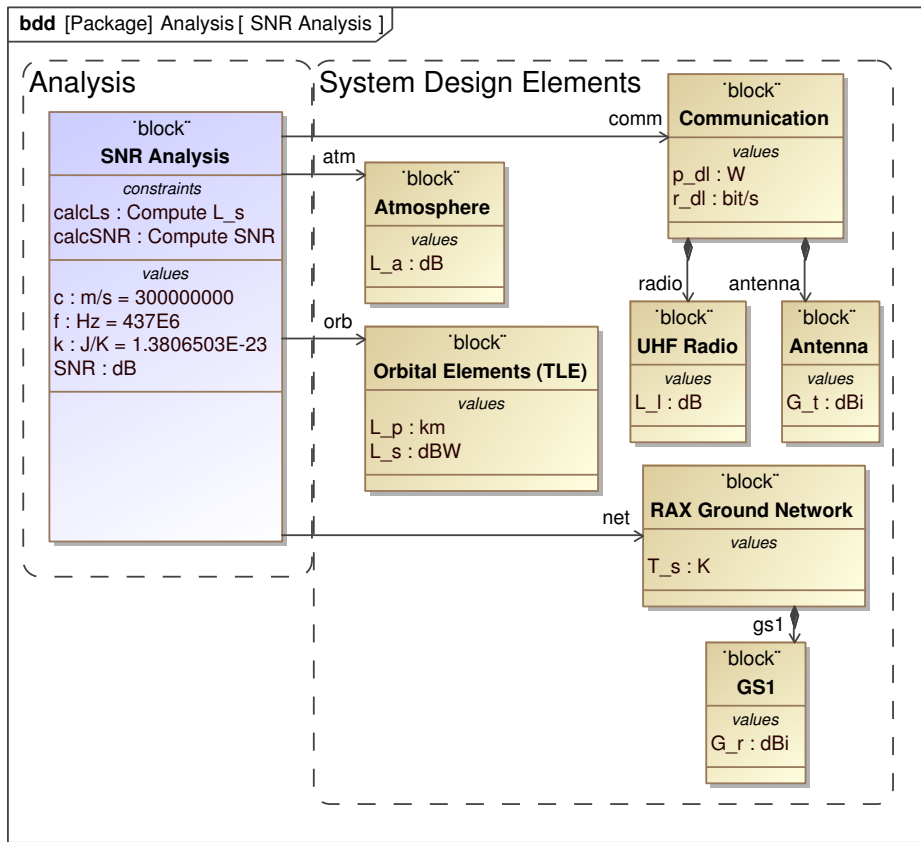 bdd [Package] Analysis [ SNR Analysis ]
Analysis
System Design Elements
˙block¨
SNR Analysis
constraints
calcLs : Compute L_s
calcSNR : Compute SNR
values
c : m/s = 300000000
f : Hz = 437E6
k : J/K = 1.3806503E-23
SNR : dB
comm
atm
orb
net
˙block¨
Communication
values
p_dl : W
r_dl : bit/s
˙block¨
Atmosphere
values
L_a : dB
radio
antenna
˙block¨
UHF Radio
values
L_l : dB
˙block¨
Antenna
values
G_t : dBi
˙block¨
Orbital Elements (TLE)
values
L_p : km
L_s : dBW
˙block¨
RAX Ground Network
values
T_s : K
gs1
˙block¨
GS1
values
G_r : dBi